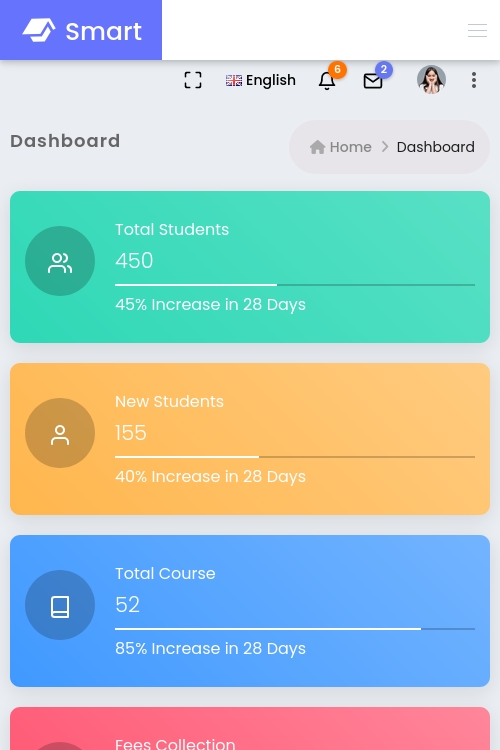 Smart
English
6
2
Dashboard
Home
Dashboard
Total Students
450
45% Increase in 28 Days
New Students
155
40% Increase in 28 Days
Total Course
52
85% Increase in 28 Days
Fees Collection